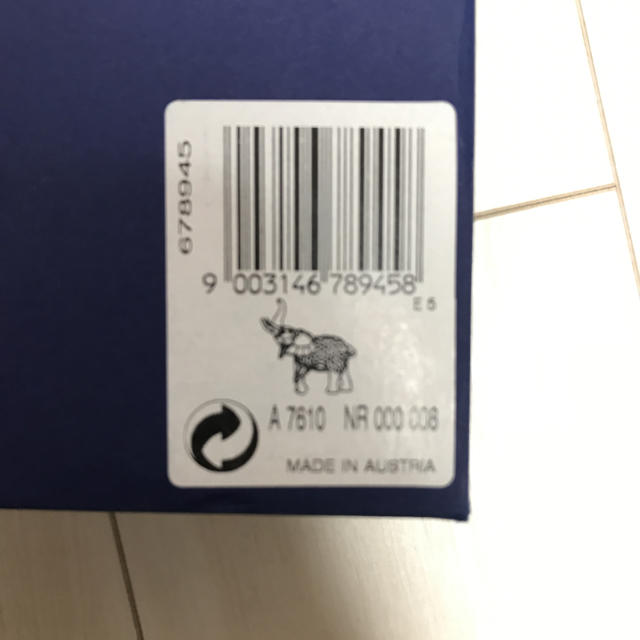 678945
9 003146 789458
E 5
A 7610 NR 000 008
MADE IN AUSTRIA